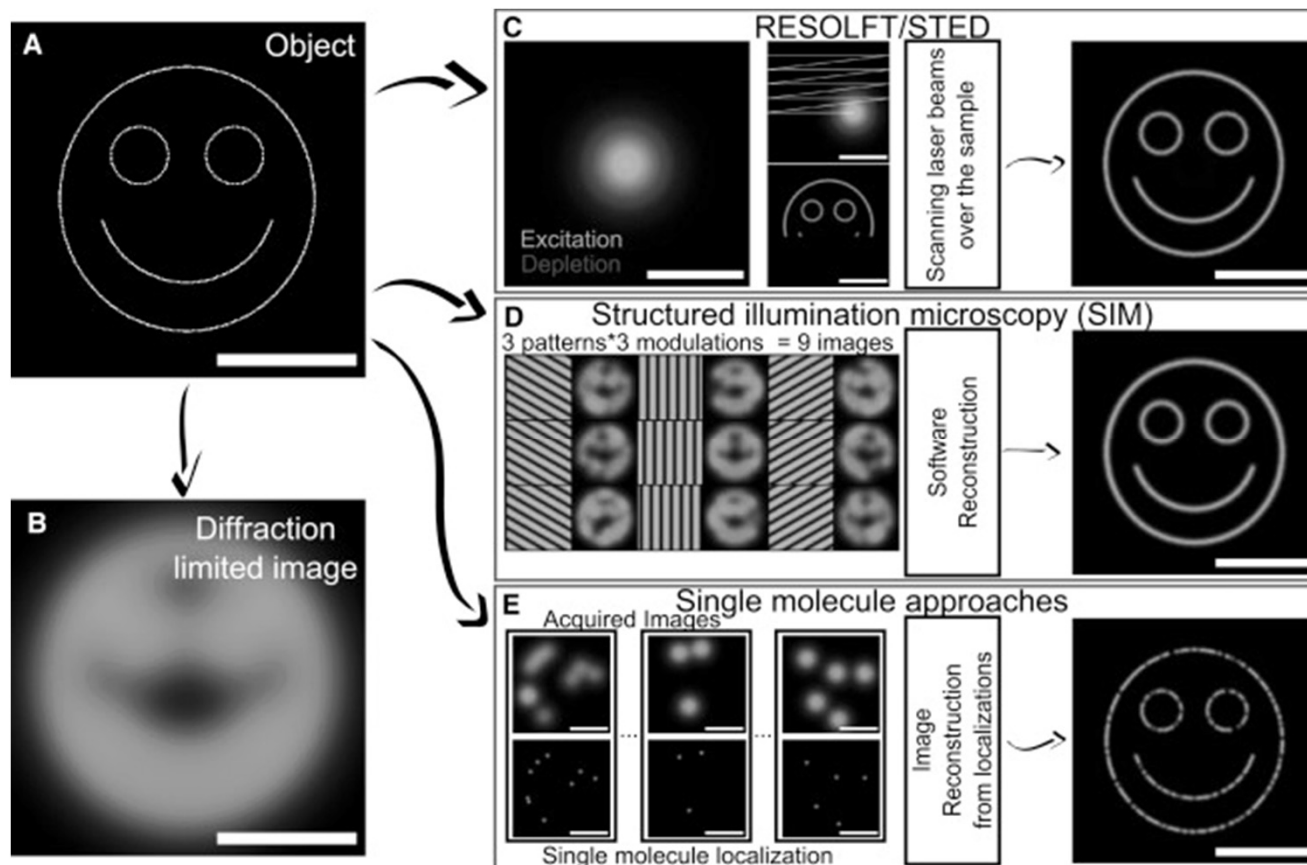 A
Object
B
Diffraction
limited image
C
RESOLFT/STED
Excitation
Depletion
Scanning laser beams
over the sample
D
Structured illumination microscopy (SIM)
3 patterns*3 modulations = 9 images
Software
Reconstruction
E
Single molecule approaches
Acquired Images
... ...
Single molecule localization
Image
Reconstruction
from localizations